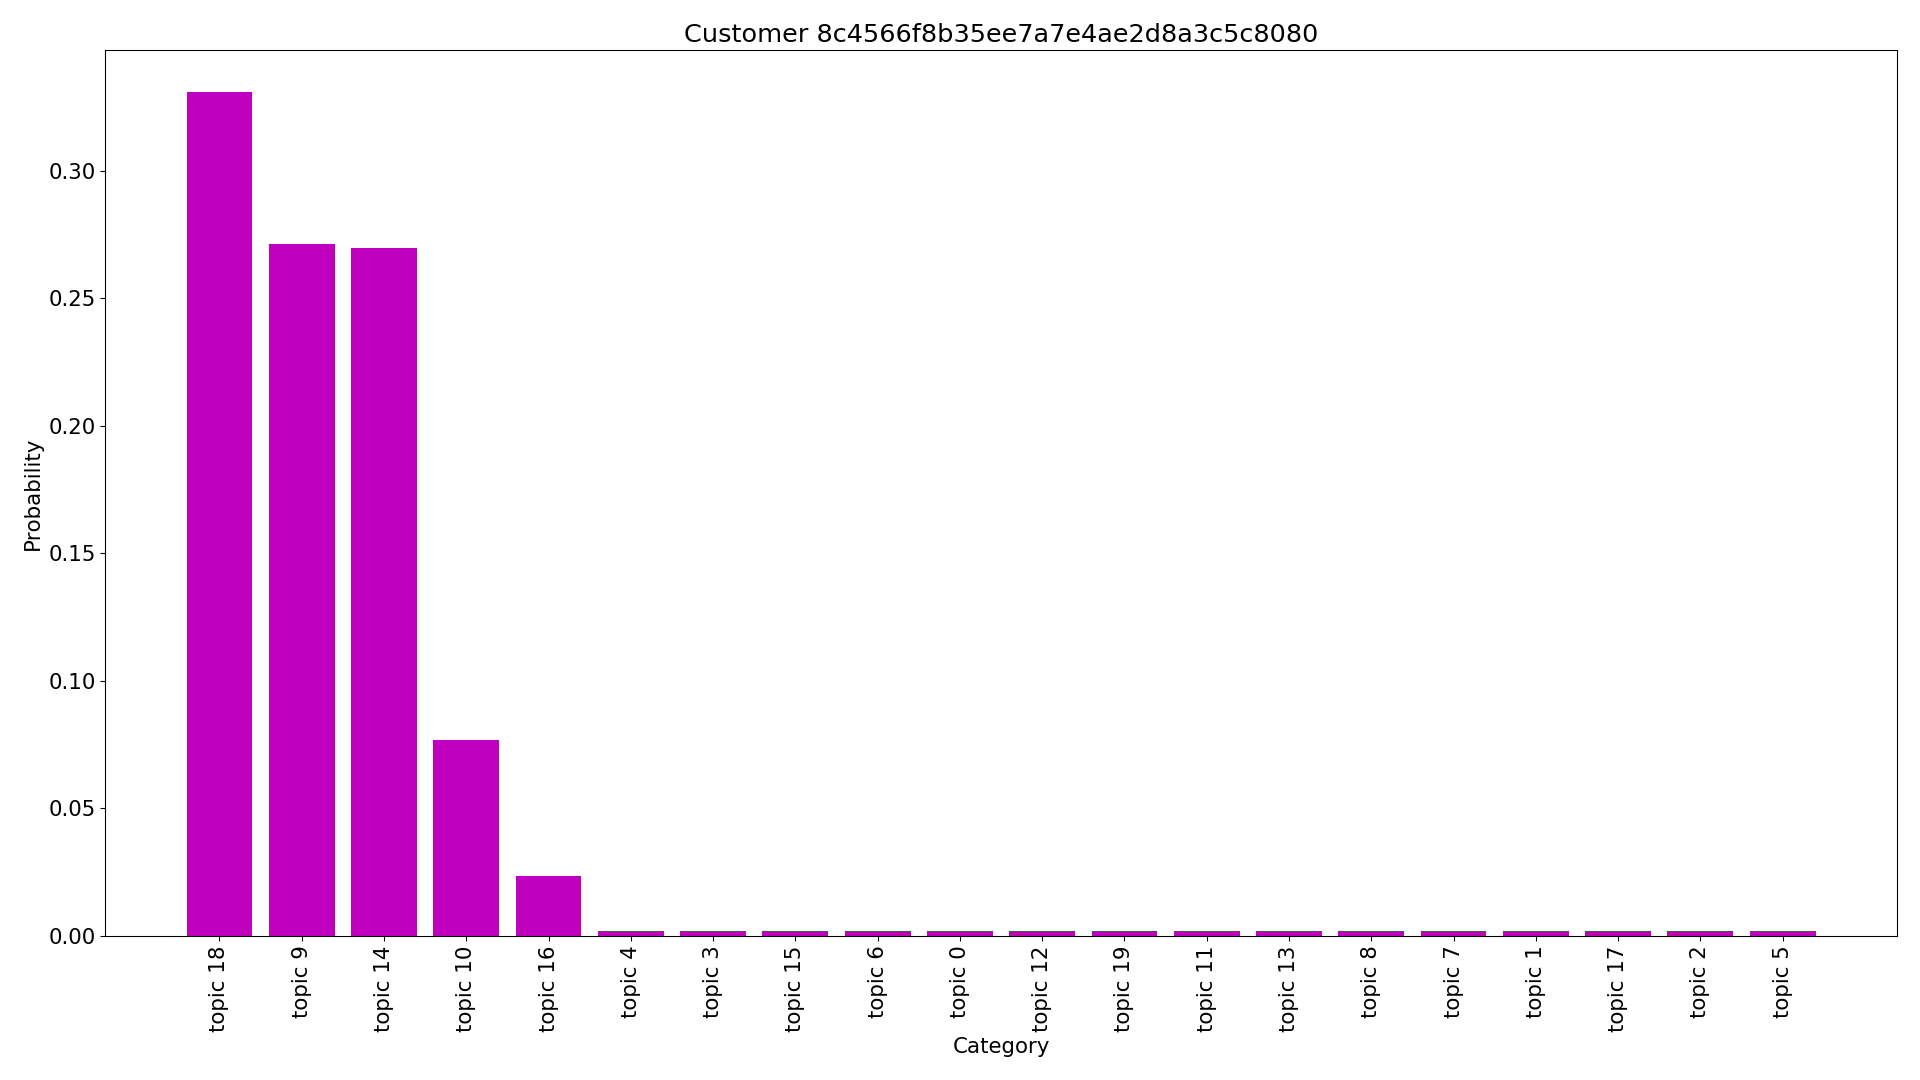 Customer 8c4566f8b35ee7a7e4ae2d8a3c5c8080
Probability
0.30
0.25
0.20
0.15
0.10
0.05
0.00
topic 18
topic 9
topic 14
topic 10
topic 16
topic 4
topic 3
topic 15
topic 6
topic 0
topic 12
topic 19
topic 11
topic 13
topic 8
topic 7
topic 1
topic 17
topic 2
topic 5
Category